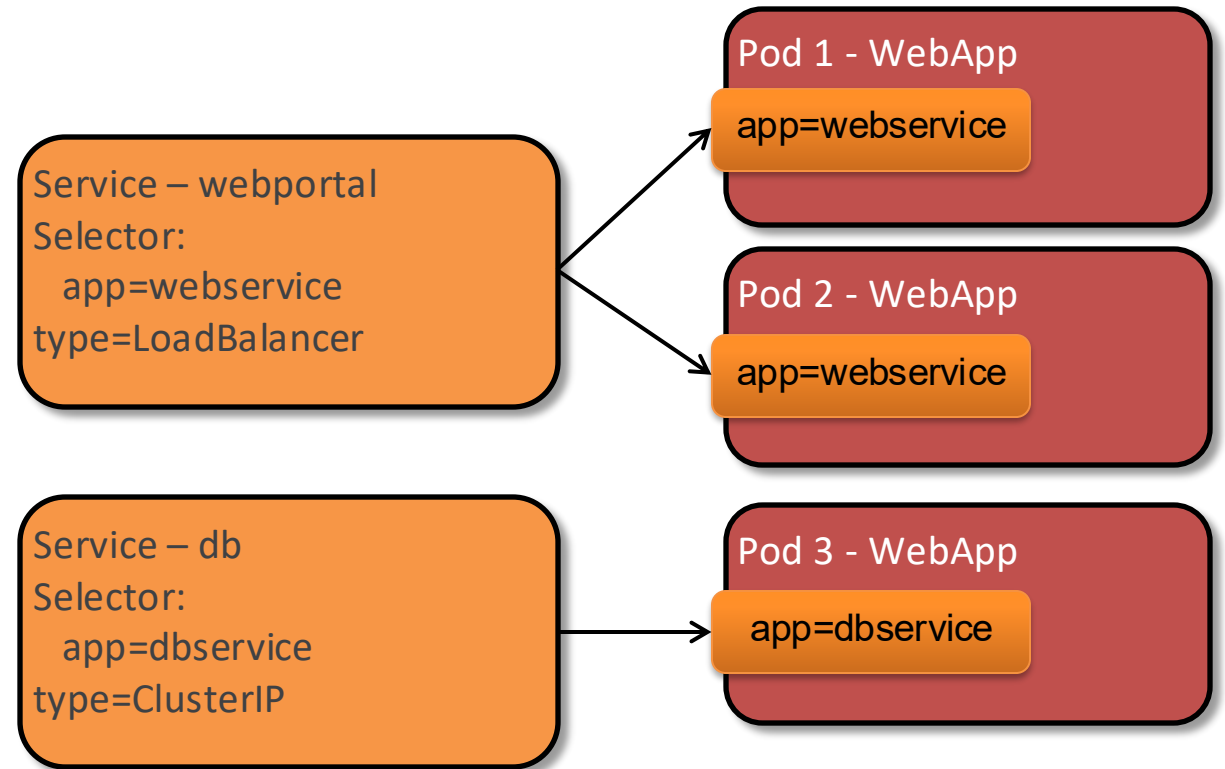 Service – webportal
Selector:
app=webservice
type=LoadBalancer
Pod 1 - WebApp
app=webservice
Pod 2 - WebApp
app=webservice
Service – db
Selector:
app=dbservice
type=ClusterIP
Pod 3 - WebApp
app=dbservice